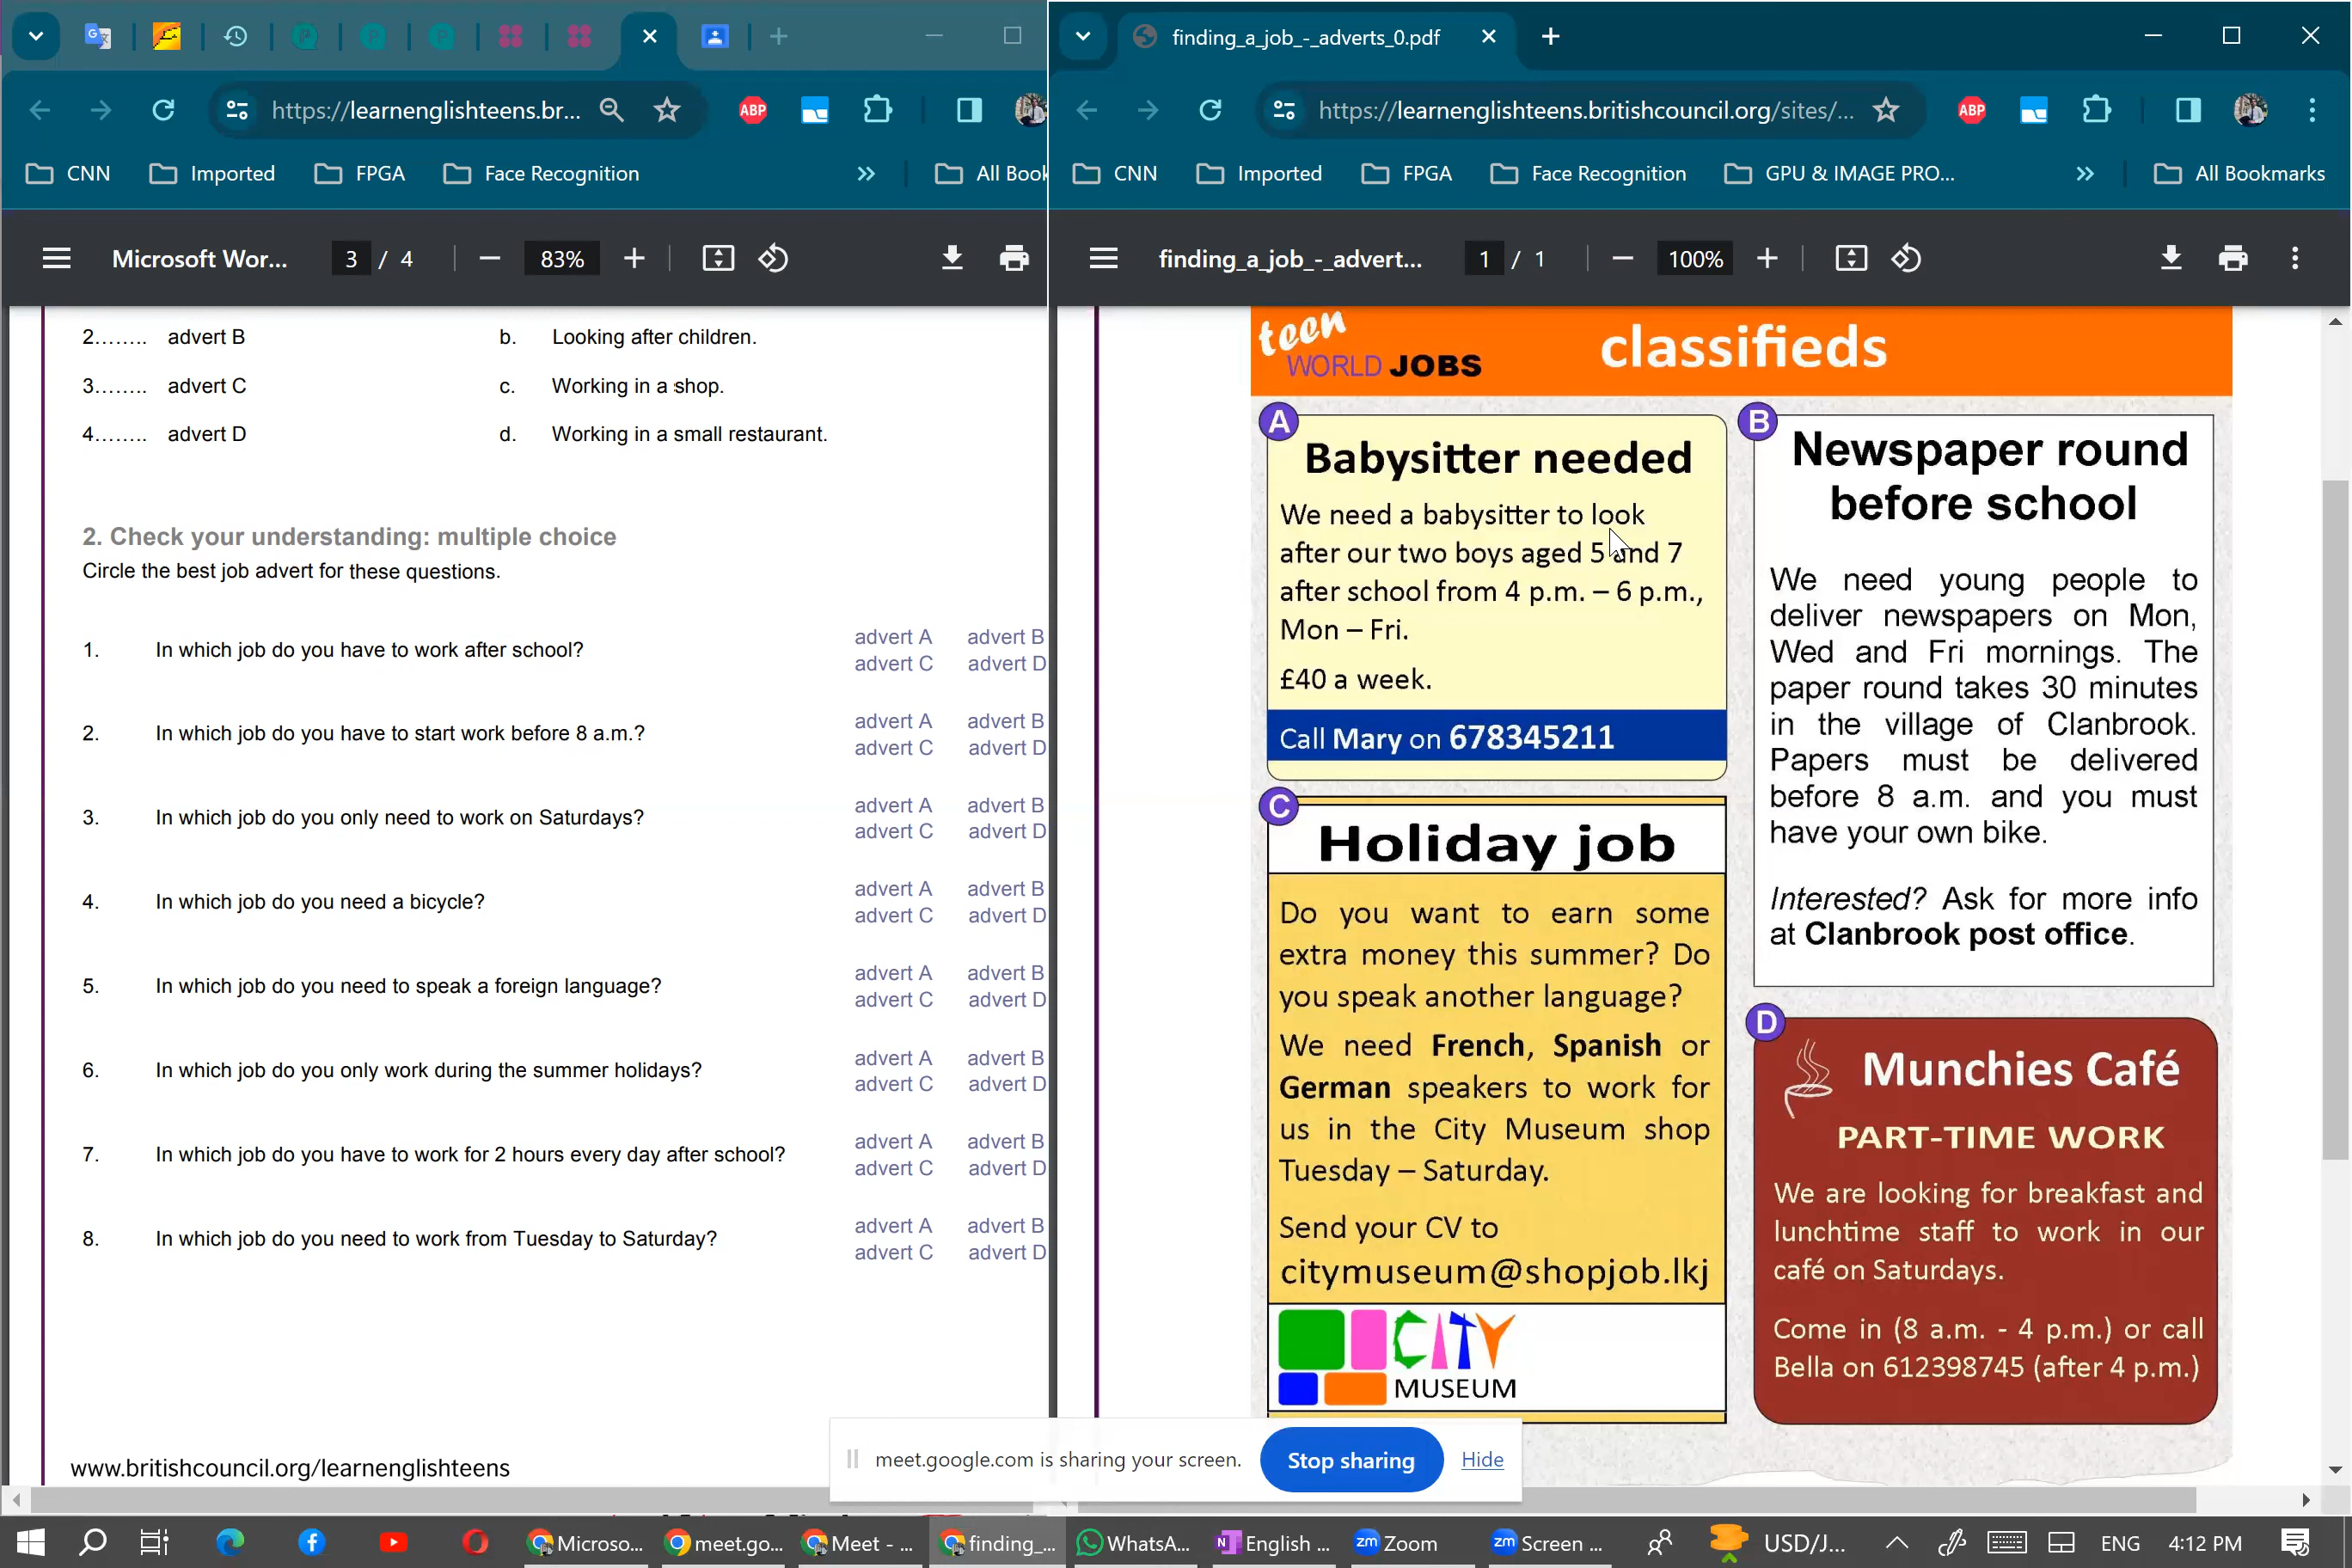 finding_a_job_-_adverts_0.pdf
https://learnenglishteens.br...
ABP
https://learnenglishteens.britishcouncil.org/sites/...
ABP
CNN
Imported
FPGA
Face Recognition
All Book
CNN
Imported
FPGA
Face Recognition
GPU & IMAGE PRO...
All Bookmarks
Microsoft Wor...
3 / 4
83%
finding_a_job_-_advert...
1 / 1
100%
2........ advert B b. Looking after children.
3........ advert C c. Working in a shop.
4........ advert D d. Working in a small restaurant.
2. Check your understanding: multiple choice
Circle the best job advert for these questions.
1. In which job do you have to work after school?
advert A advert B
advert C advert D
2. In which job do you have to start work before 8 a.m.?
advert A advert B
advert C advert D
3. In which job do you only need to work on Saturdays?
advert A advert B
advert C advert D
4. In which job do you need a bicycle?
advert A advert B
advert C advert D
5. In which job do you need to speak a foreign language?
advert A advert B
advert C advert D
6. In which job do you only work during the summer holidays?
advert A advert B
advert C advert D
7. In which job do you have to work for 2 hours every day after school?
advert A advert B
advert C advert D
8. In which job do you need to work from Tuesday to Saturday?
advert A advert B
advert C advert D
www.britishcouncil.org/learnenglishteens
teen
WORLD JOBS
classifieds
A
Babysitter needed
We need a babysitter to look
after our two boys aged 5 and 7
after school from 4 p.m. – 6 p.m.,
Mon – Fri.
£40 a week.
Call Mary on 678345211
B
Newspaper round
before school
We need young people to
deliver newspapers on Mon,
Wed and Fri mornings. The
paper round takes 30 minutes
in the village of Clanbrook.
Papers must be delivered
before 8 a.m. and you must
have your own bike.
Interested? Ask for more info
at Clanbrook post office.
C
Holiday job
Do you want to earn some
extra money this summer? Do
you speak another language?
We need French, Spanish or
German speakers to work for
us in the City Museum shop
Tuesday – Saturday.
Send your CV to
citymuseum@shopjob.lkj
CITY
MUSEUM
D
Munchies Café
PART-TIME WORK
We are looking for breakfast and
lunchtime staff to work in our
café on Saturdays.
Come in (8 a.m. - 4 p.m.) or call
Bella on 612398745 (after 4 p.m.)
meet.google.com is sharing your screen.
Stop sharing
Hide
Microso...
meet.go...
Meet - ...
finding_...
WhatsA...
English ...
zm Zoom
zm Screen ...
USD/J...
ENG
4:12 PM